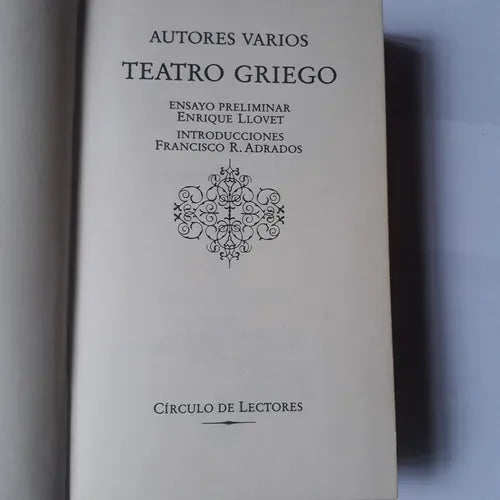 AUTORES VARIOS
TEATRO GRIEGO
ENSAYO PRELIMINAR
ENRIQUE LLOVET
INTRODUCCIONES
FRANCISCO R. ADRADOS
CÍRCULO DE LECTORES